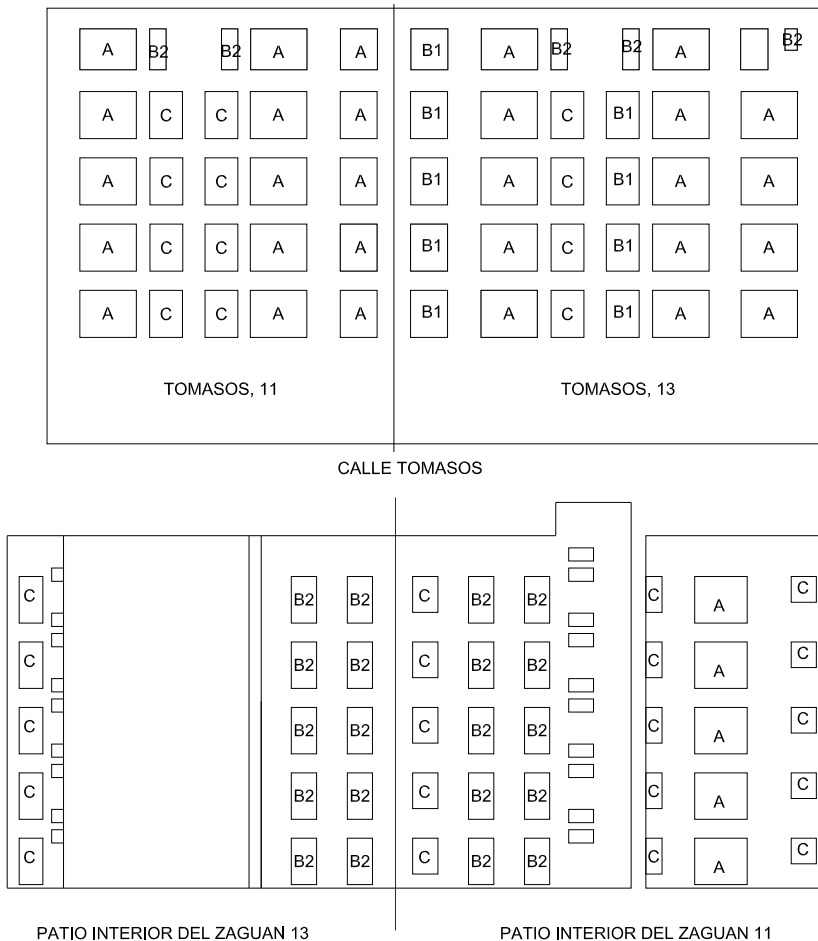 A B2 B2 A A B1 A B2 B2 A B2
A C C A A B1 A C B1 A A
A C C A A B1 A C B1 A A
A C C A A B1 A C B1 A A
A C C A A B1 A C B1 A A
TOMASOS, 11 TOMASOS, 13
CALLE TOMASOS
C B2 B2 C B2 B2 C A C
C B2 B2 C B2 B2 C A C
C B2 B2 C B2 B2 C A C
C B2 B2 C B2 B2 C A C
C B2 B2 C B2 B2 C A C
PATIO INTERIOR DEL ZAGUAN 13 PATIO INTERIOR DEL ZAGUAN 11